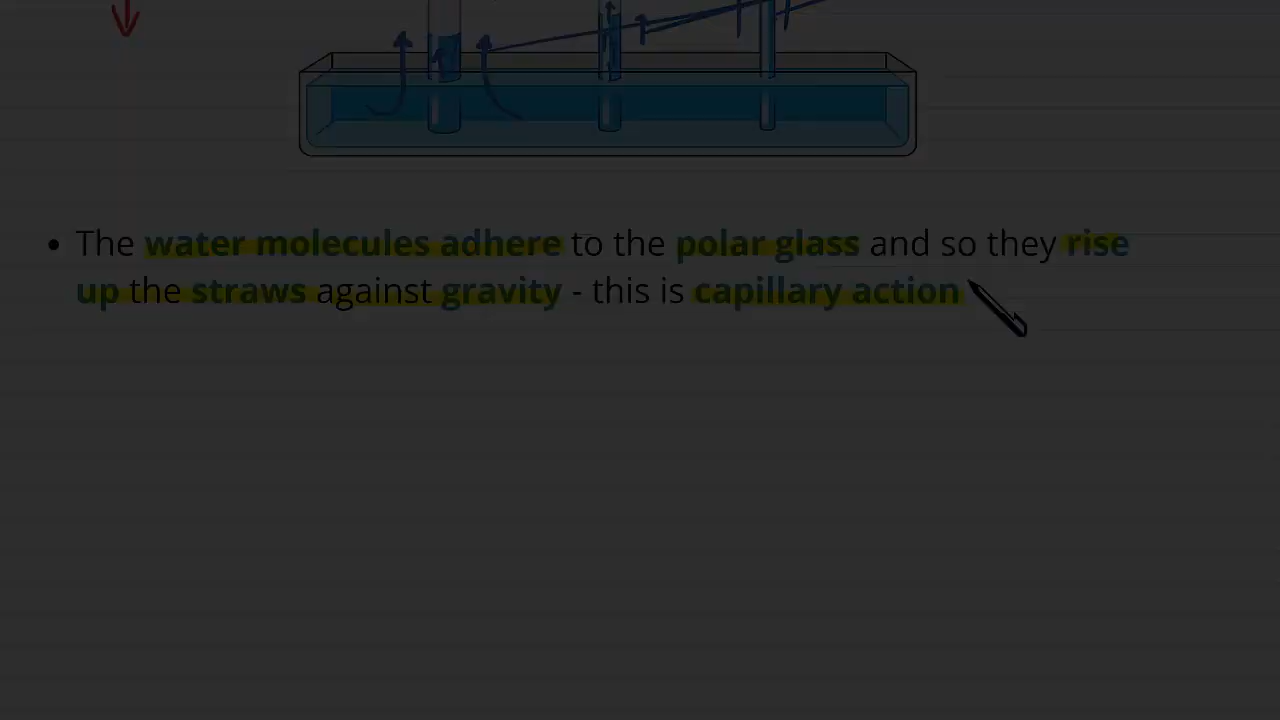 • The water molecules adhere to the polar glass and so they rise
up the straws against gravity - this is capillary action